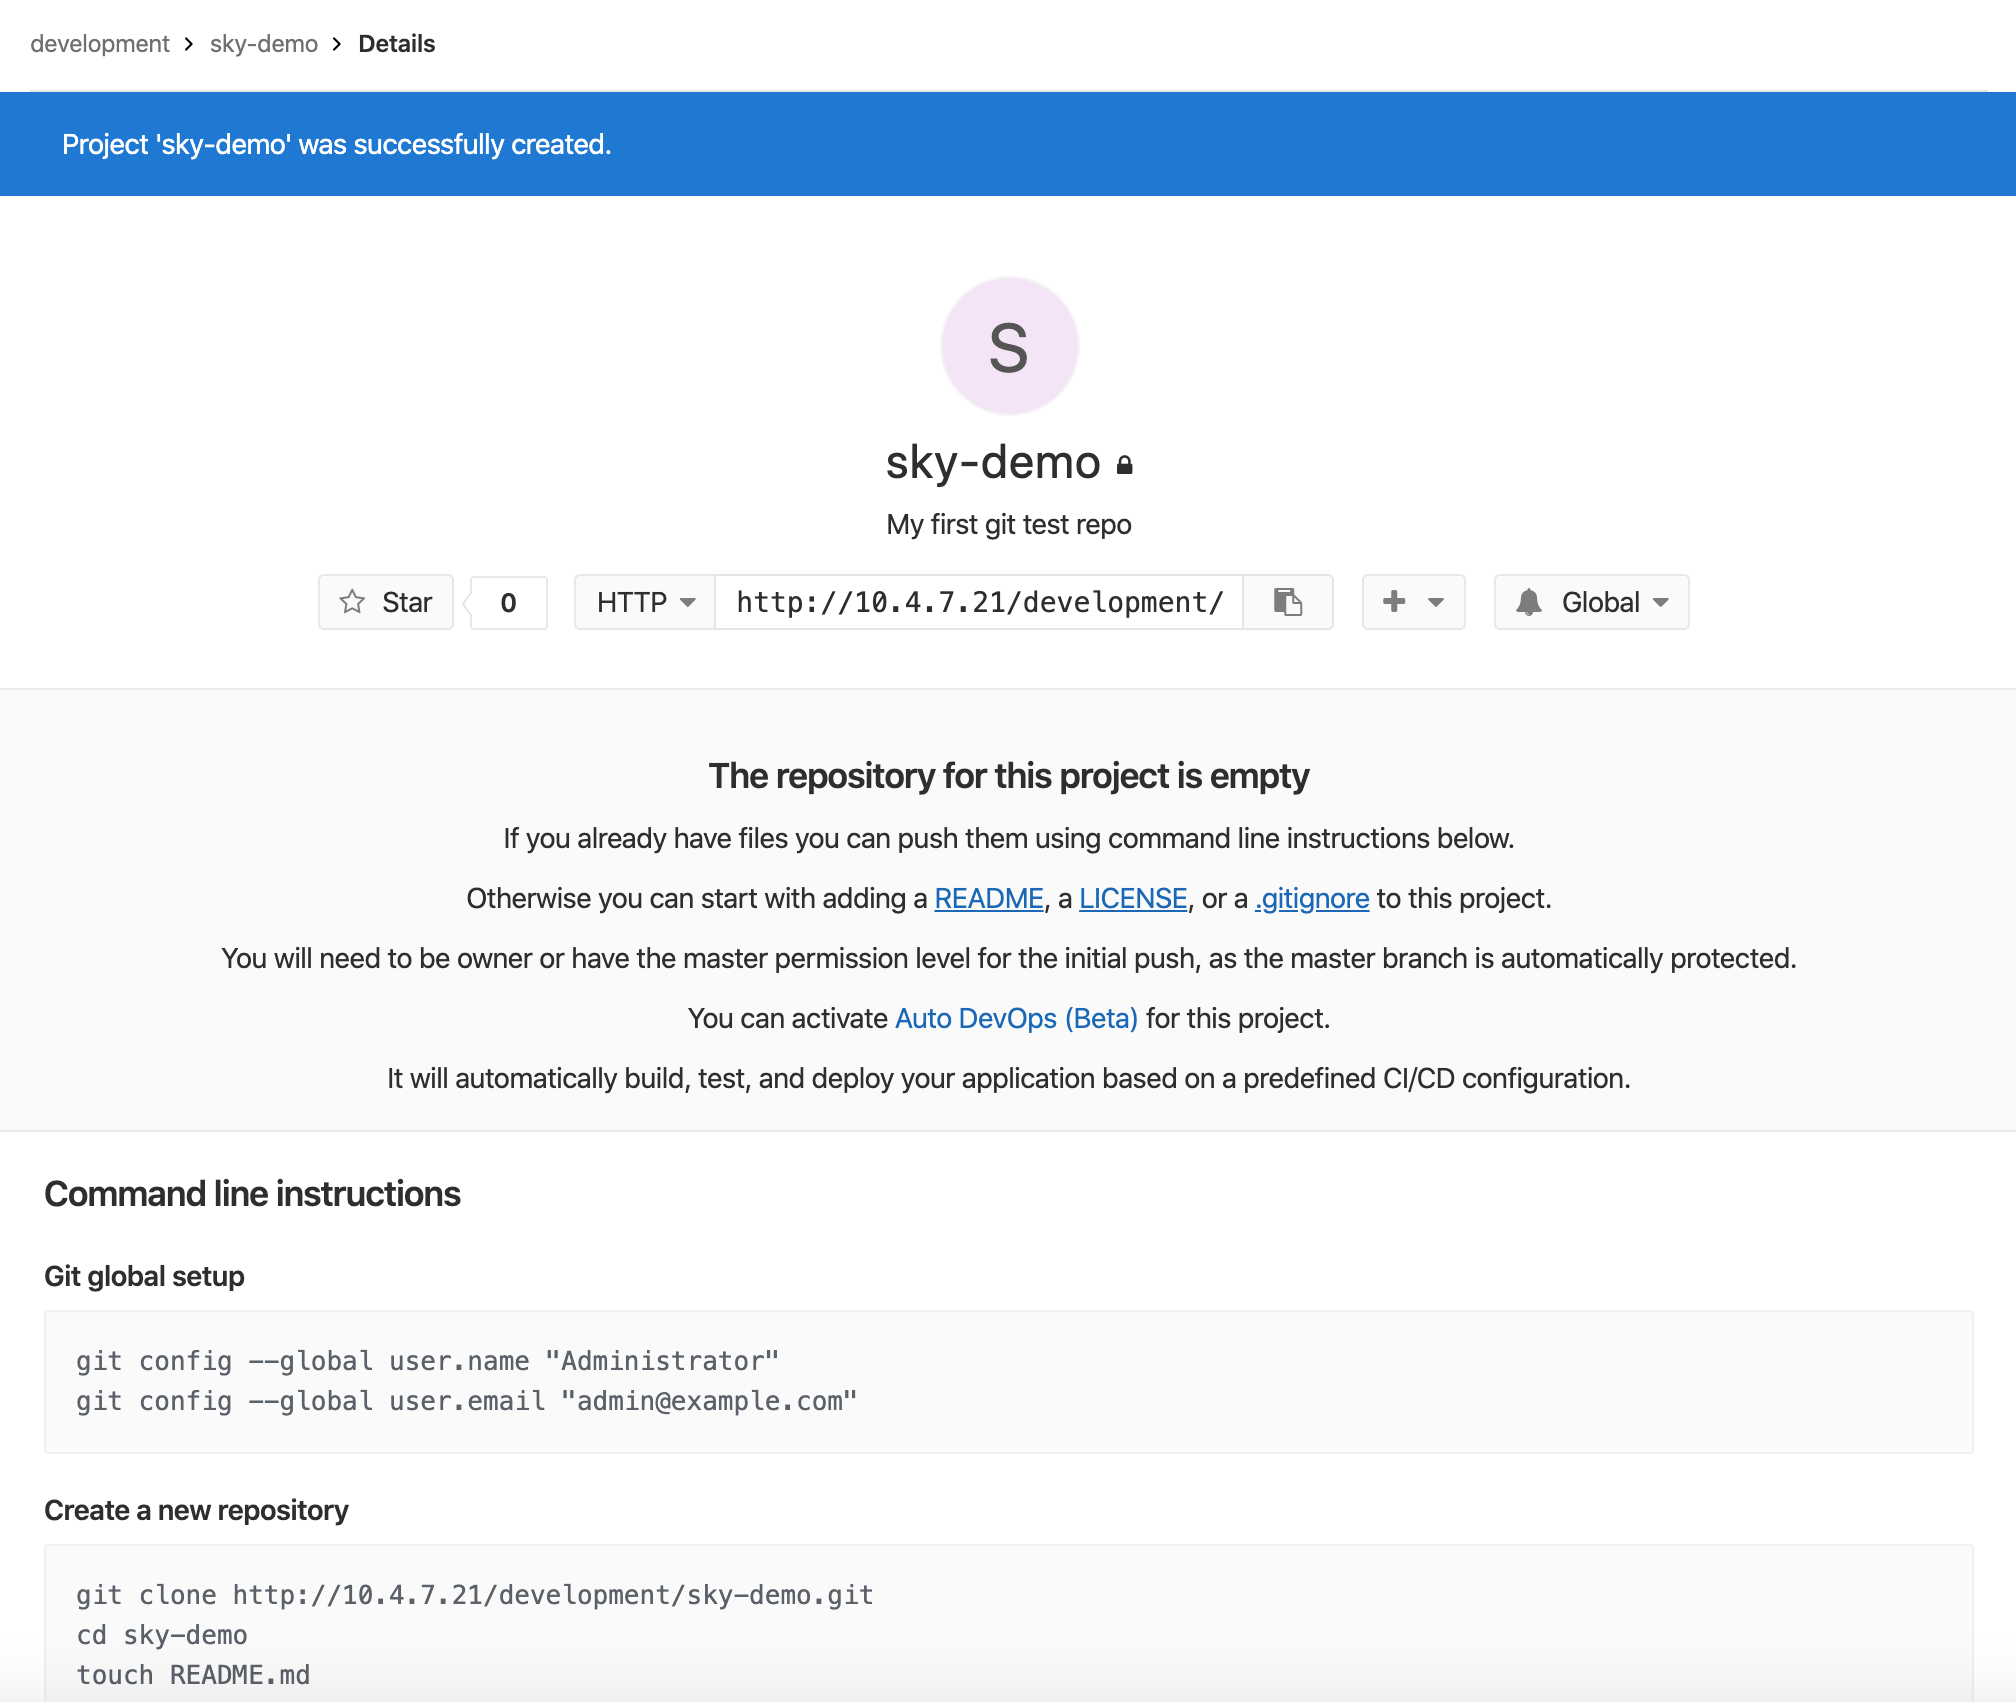 development > sky-demo > Details
Project 'sky-demo' was successfully created.
S
sky-demo
My first git test repo
Star 0 HTTP http://10.4.7.21/development/ + Global
The repository for this project is empty
If you already have files you can push them using command line instructions below.
Otherwise you can start with adding a README, a LICENSE, or a .gitignore to this project.
You will need to be owner or have the master permission level for the initial push, as the master branch is automatically protected.
You can activate Auto DevOps (Beta) for this project.
It will automatically build, test, and deploy your application based on a predefined CI/CD configuration.
Command line instructions
Git global setup
git config --global user.name "Administrator"
git config --global user.email "admin@example.com"
Create a new repository
git clone http://10.4.7.21/development/sky-demo.git
cd sky-demo
touch README.md